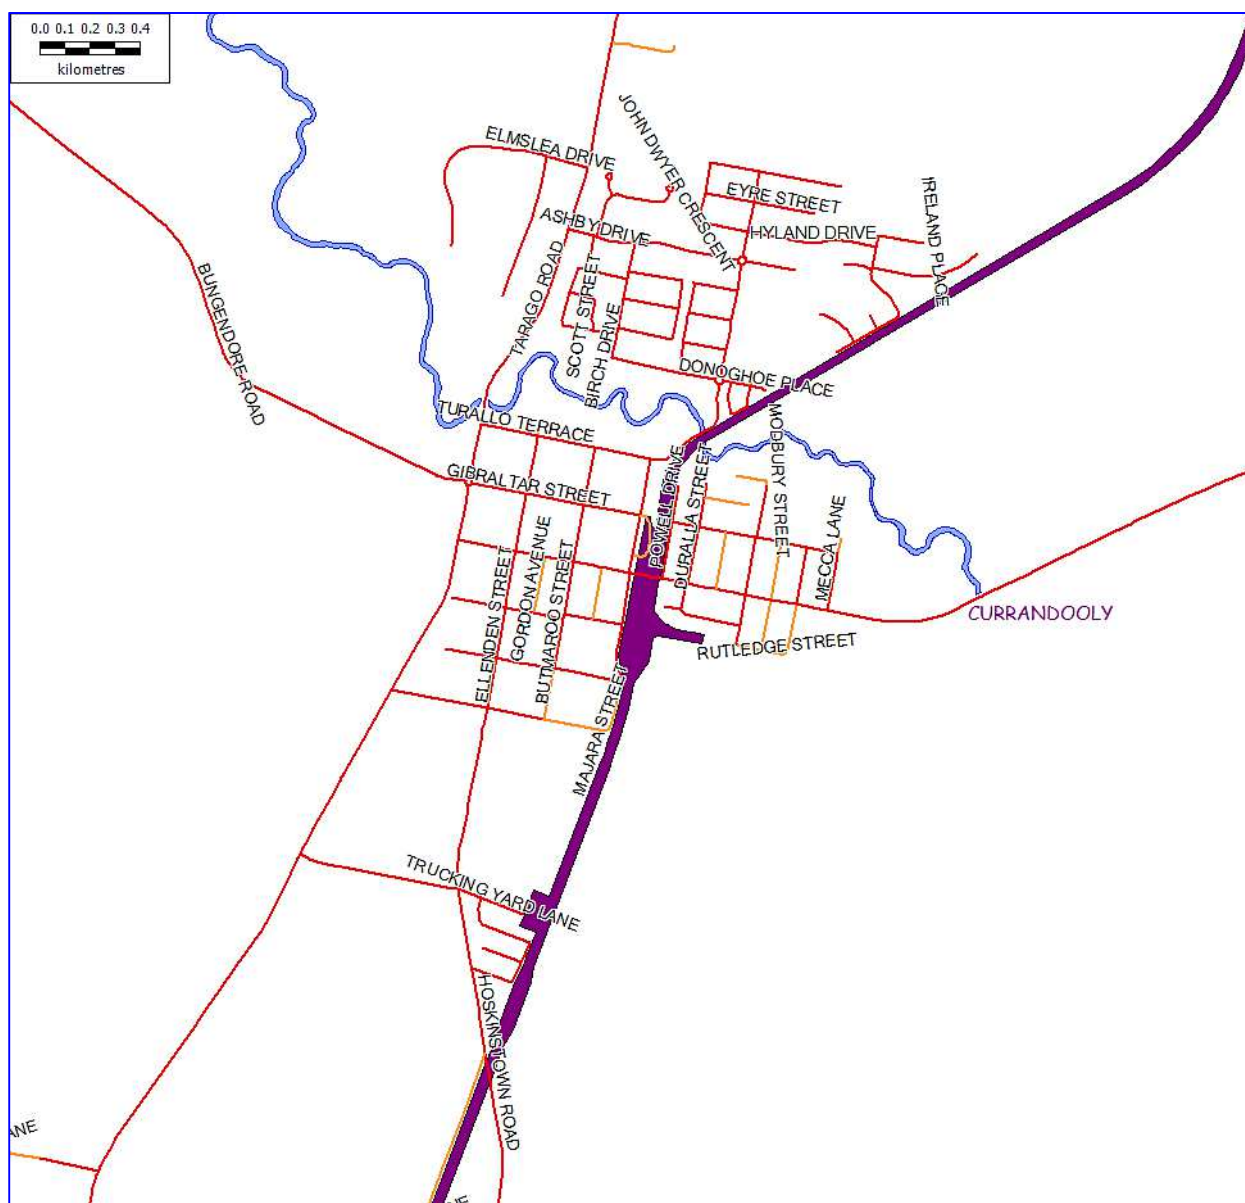 0.0 0.1 0.2 0.3 0.4
kilometres
JOHN DWYER CRESCENT
ELMSLEA DRIVE
EYRE STREET
IRELAND PLACE
ASHBY DRIVE
HYLAND DRIVE
BUNGENDORE ROAD
TARAGO ROAD
SCOTT STREET
BIRCH DRIVE
DONOGHOE PLACE
TURALLO TERRACE
MODBURY STREET
GIBRALTAR STREET
POWELL DRIVE
DURALLA STREET
MECCA LANE
ELLENDEN STREET
GORDON AVENUE
BUTMAROO STREET
CURRANDOOLY
RUTLEDGE STREET
MAJARA STREET
TRUCKING YARD LANE
HOSKINSTOWN ROAD